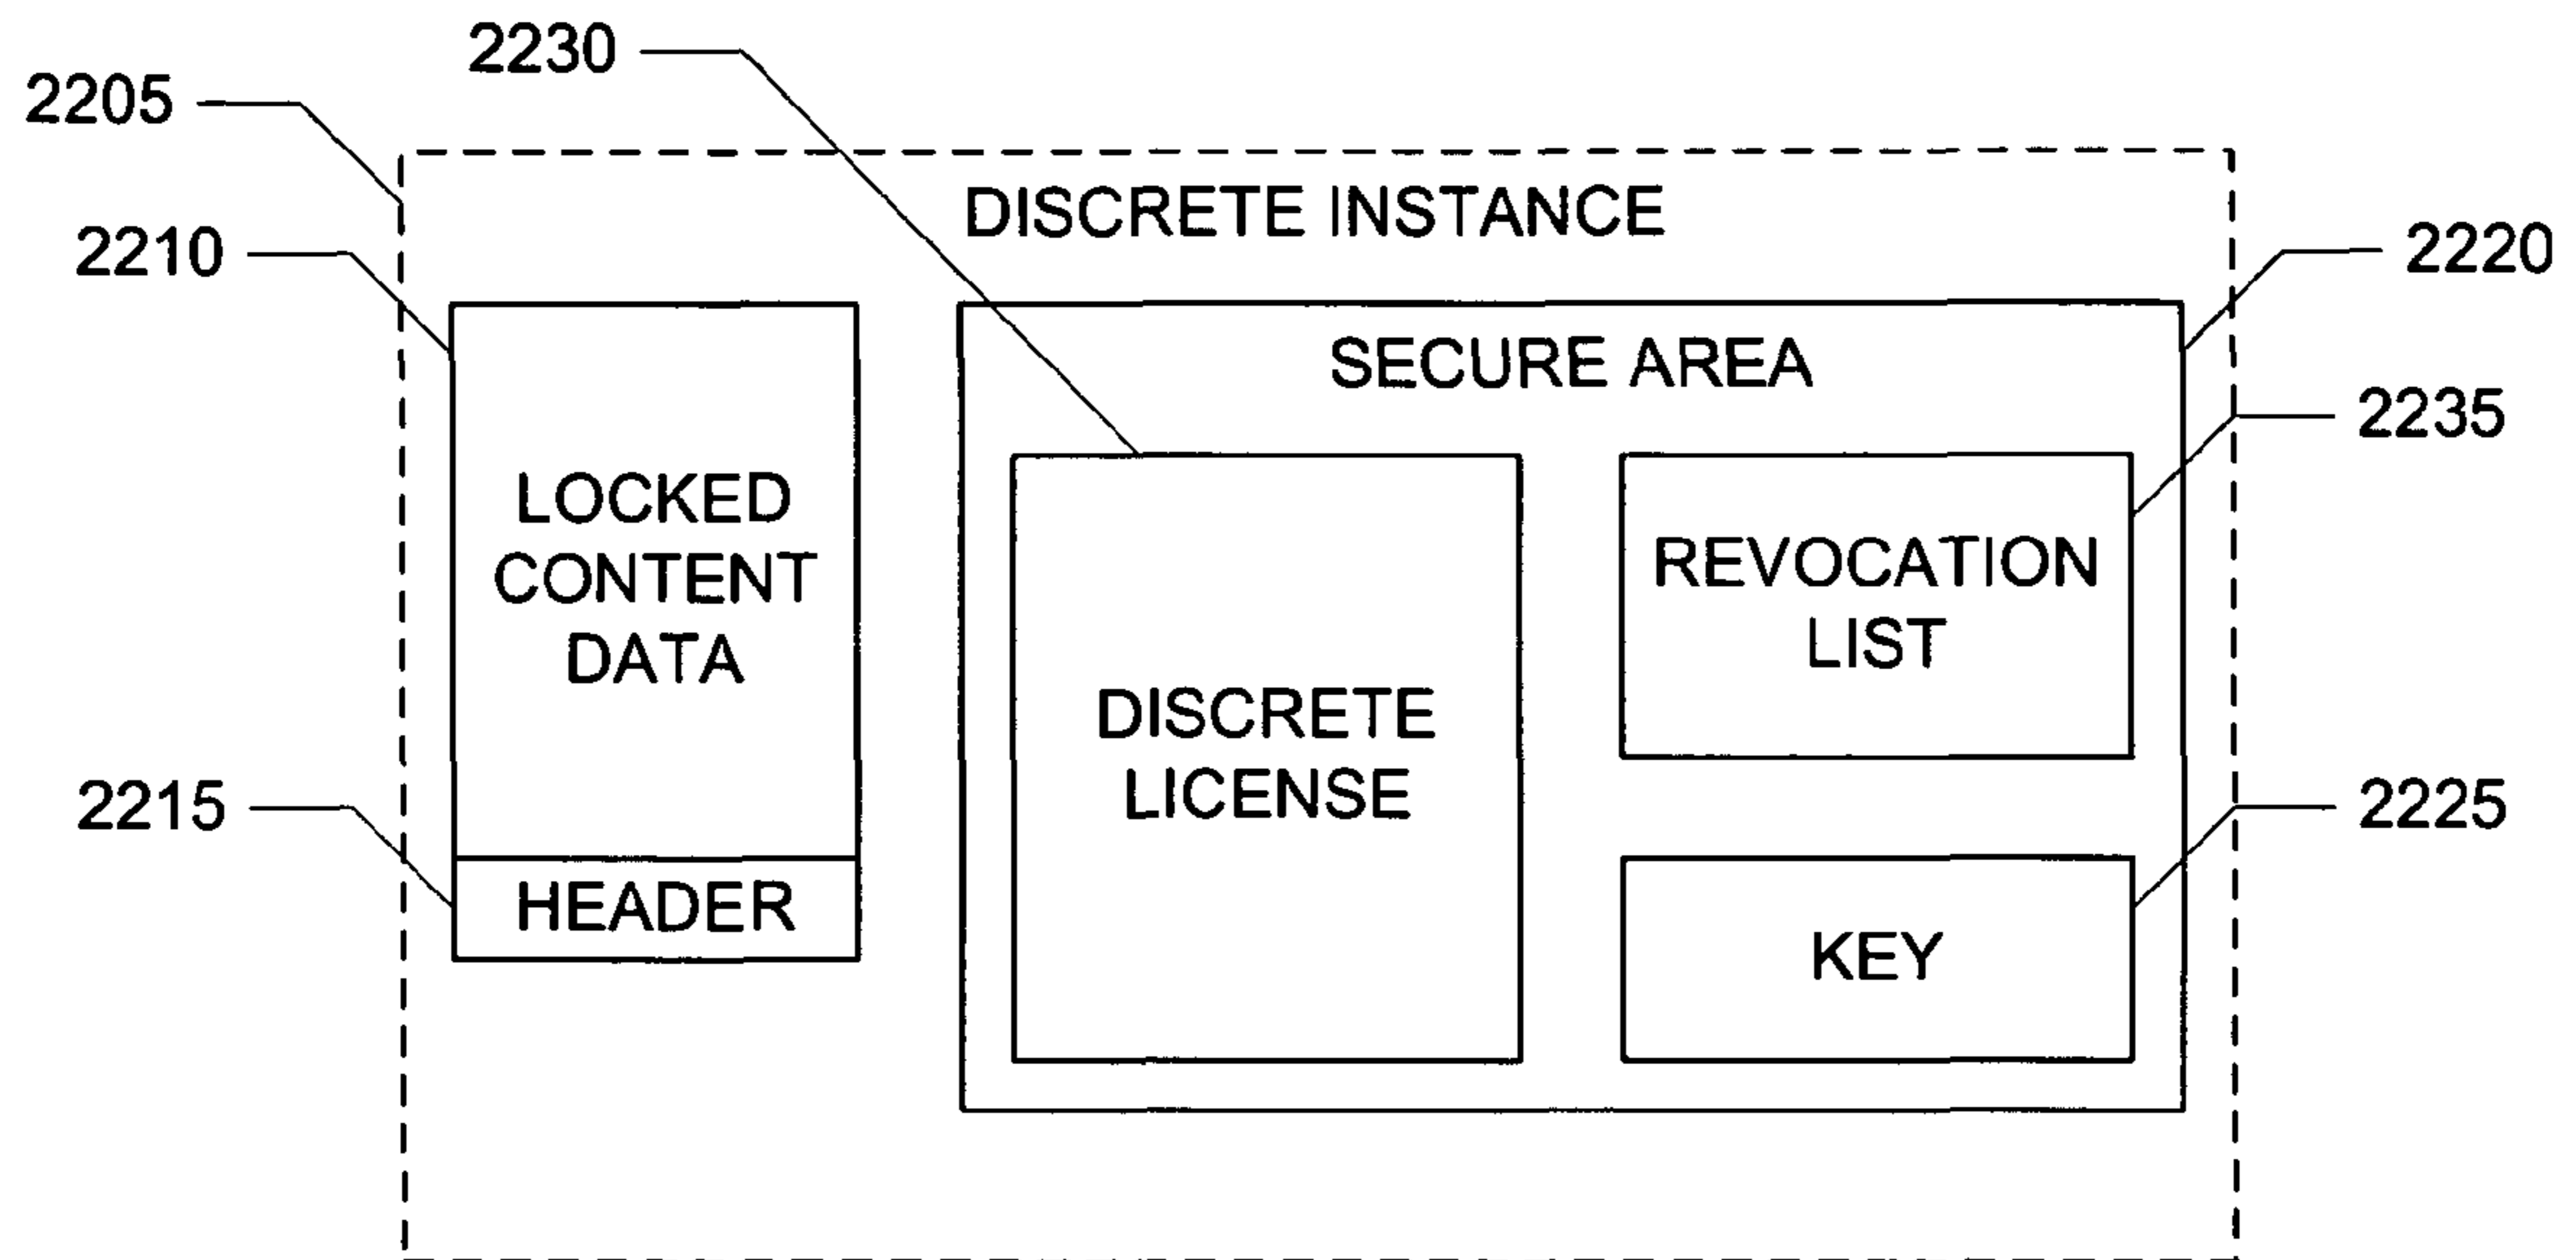 2230
2205
DISCRETE INSTANCE
2210
2220
SECURE AREA
2235
LOCKED
CONTENT
DATA
REVOCATION
LIST
DISCRETE
LICENSE
2215
2225
HEADER
KEY